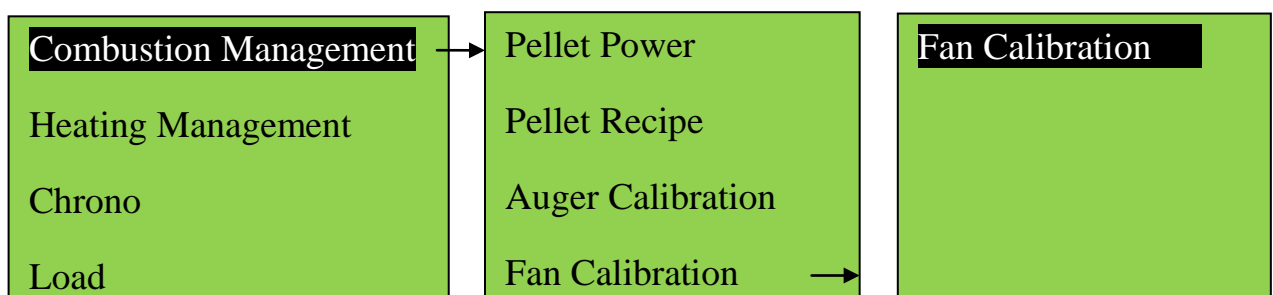 Combustion Management
Heating Management
Chrono
Load
Pellet Power
Pellet Recipe
Auger Calibration
Fan Calibration
Fan Calibration